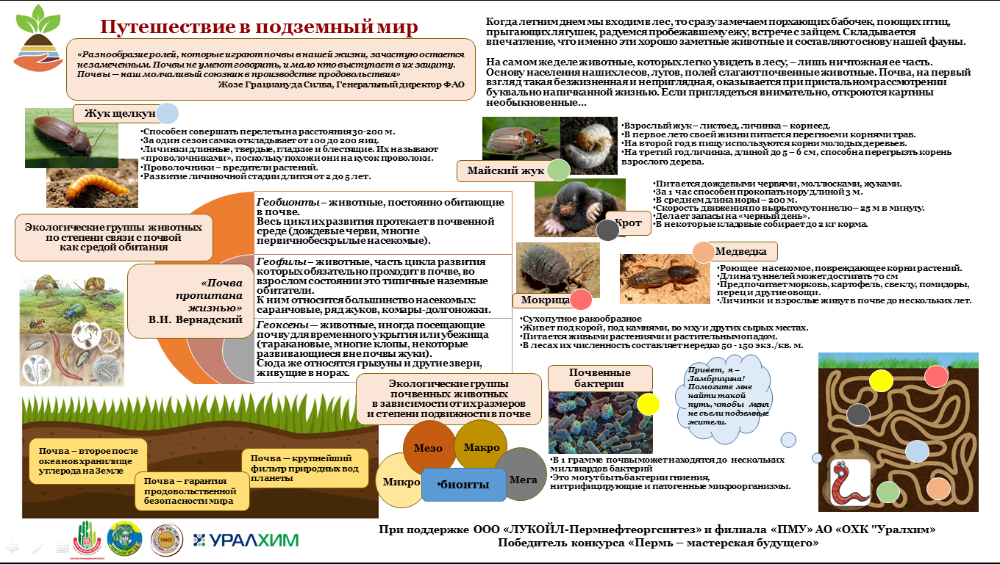 Путешествие в подземный мир
«Разнообразие ролей, которые играют почвы в нашей жизни, зачастую остается
незамеченным. Почвы не умеют говорить, и мало кто выступает в их защиту.
Почвы — наш молчаливый союзник в производстве продовольствия»
Жозе Грациану да Силва, Генеральный директор ФАО
Когда летним днем мы входим в лес, то сразу замечаем порхающих бабочек, поющих птиц,
прыгающих лягушек, радуемся пробежавшему ежу, встрече с зайцем. Складывается
впечатление, что именно эти хорошо заметные животные и составляют основу нашей фауны.
На самом же деле животные, которых легко увидеть в лесу, – лишь ничтожная ее часть.
Основу населения наших лесов, лугов, полей слагают почвенные животные. Почва, на первый
взгляд такая безжизненная и неприглядная, оказывается при пристальном рассмотрении
буквально напичканной жизнью. Если приглядеться внимательно, откроются картины
необыкновенные…
Жук щелкун
•Способен совершать перелеты на расстояния 30-200 м.
•За один сезон самка откладывает от 100 до 200 яиц.
•Личинки длинные, твердые, гладкие и блестящие. Их называют
«проволочниками», поскольку похожи они на кусок проволоки.
•Проволочники – вредители растений.
•Развитие личиночной стадии длится от 2 до 5 лет.
Майский жук
•Взрослый жук – листоед, личинка – корнеед.
•В первое лето своей жизни питается перегноем и корнями трав.
•На второй год в пищу используются корни молодых деревьев.
•На третий год личинка, длиной до 5 – 6 см, способна перегрызть корень
взрослого дерева.
Крот
•Питается дождевыми червями, моллюсками, жуками.
•За 1 час способен прокопать нору длиной 3 м.
•В среднем длина норы – 200 м.
•Скорость движения по вырытому тоннелю – 25 м в минуту.
•Делает запасы на «черный день».
•В некоторые кладовые собирает до 2 кг корма.
Экологические группы животных
по степени связи с почвой
как средой обитания
Геобионты – животные, постоянно обитающие
в почве.
Весь цикл их развития протекает в почвенной
среде (дождевые черви, многие
первичнобескрылые насекомые).
Геофилы – животные, часть цикла развития
которых обязательно проходит в почве, во
взрослом состоянии это типичные наземные
обитатели.
К ним относится большинство насекомых:
саранчовые, ряд жуков, комары-долгоножки.
Геоксены — животные, иногда посещающие
почву для временного укрытия или убежища
(таракановые, многие клопы, некоторые
развивающиеся вне почвы жуки).
Сюда же относятся грызуны и другие звери,
живущие в норах.
«Почва
пропитана
жизнью»
В.И. Вернадский
Медведка
•Роющее насекомое, повреждающее корни растений.
•Длина туннелей может достигать 70 см
•Предпочитает морковь, картофель, свеклу, помидоры,
перец и другие овощи.
•Личинки и взрослые живут в почве до нескольких лет.
Мокрица
•Сухопутное ракообразное
•Живет под корой, под камнями, во мху и других сырых местах.
•Питается живыми растениями и растительным опадом.
•В лесах их численность составляет нередко 50 - 150 экз./кв. м.
Экологические группы
почвенных животных
в зависимости от их размеров
и степени подвижности в почве
Микро
Мезо
Макро
Мега
•бионты
Почвенные
бактерии
•В 1 грамме почвы может находятся до нескольких
миллиардов бактерий
•Это могут быть бактерии гниения,
нитрифицирующие и патогенные микроорганизмы.
Привет, я –
Ламбрицина!
Помогите мне
найти такой
путь, чтобы меня
не съели подземные
жители.
Почва – второе после
океанов хранилище
углерода на Земле
Почва – гарантия
продовольственной
безопасности мира
Почва — крупнейший
фильтр природных вод
планеты
УРАЛХИМ
При поддержке ООО «ЛУКОЙЛ-Пермнефтеоргсинтез» и филиала «ПМУ» АО «ОХК "Уралхим»
Победитель конкурса «Пермь – мастерская будущего»